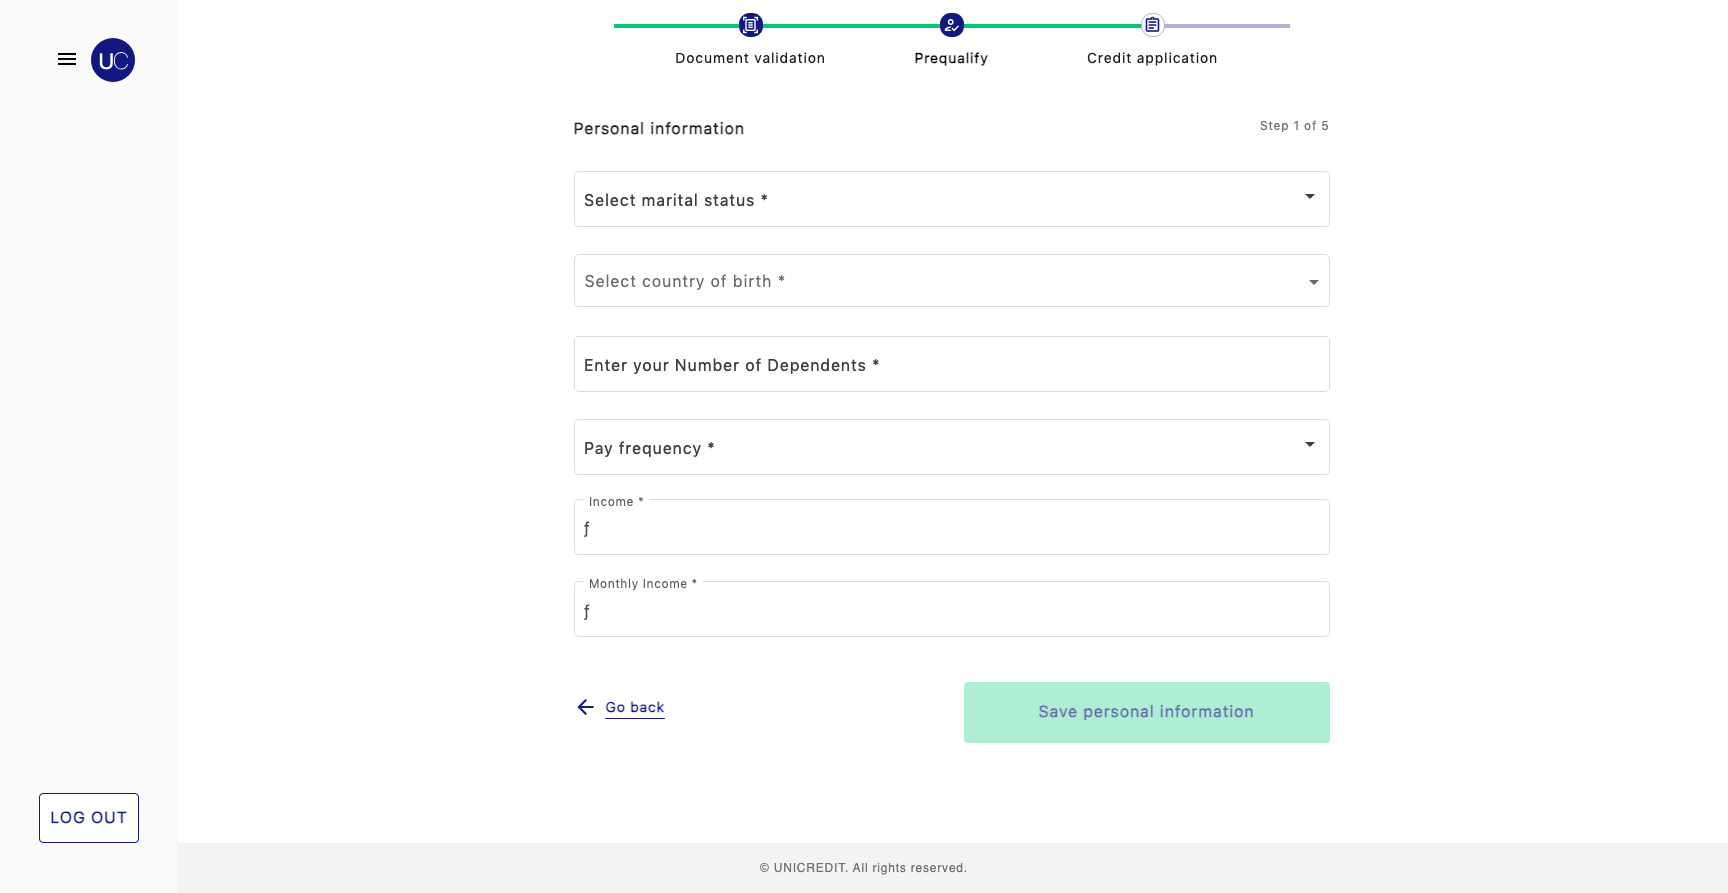 UC
Document validation
Prequalify
Credit application
Personal information
Step 1 of 5
Select marital status *
Select country of birth *
Enter your Number of Dependents *
Pay frequency *
Income *
ƒ
Monthly Income *
ƒ
Go back
Save personal information
LOG OUT
© UNICREDIT. All rights reserved.